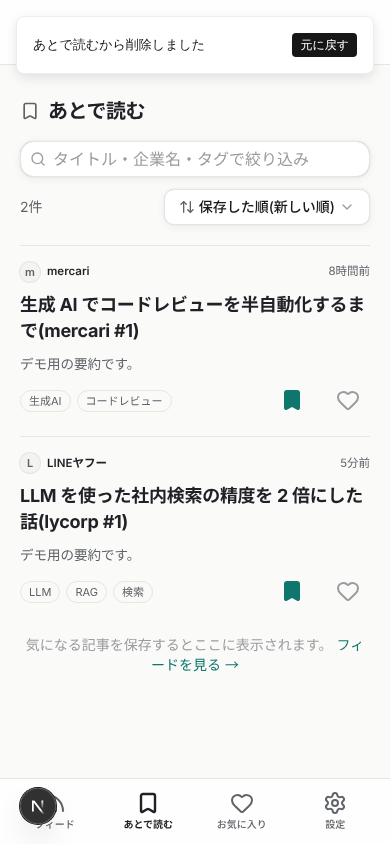 あとで読むから削除しました
元に戻す
あとで読む
タイトル・企業名・タグで絞り込み
2件
保存した順(新しい順)
m
mercari
8時間前
生成 AI でコードレビューを半自動化するま
で(mercari #1)
デモ用の要約です。
生成AI
コードレビュー
L
LINEヤフー
5分前
LLM を使った社内検索の精度を 2 倍にした
話(lycorp #1)
デモ用の要約です。
LLM
RAG
検索
気になる記事を保存するとここに表示されます。 フィ
ードを見る →
N
フィード
あとで読む
お気に入り
設定